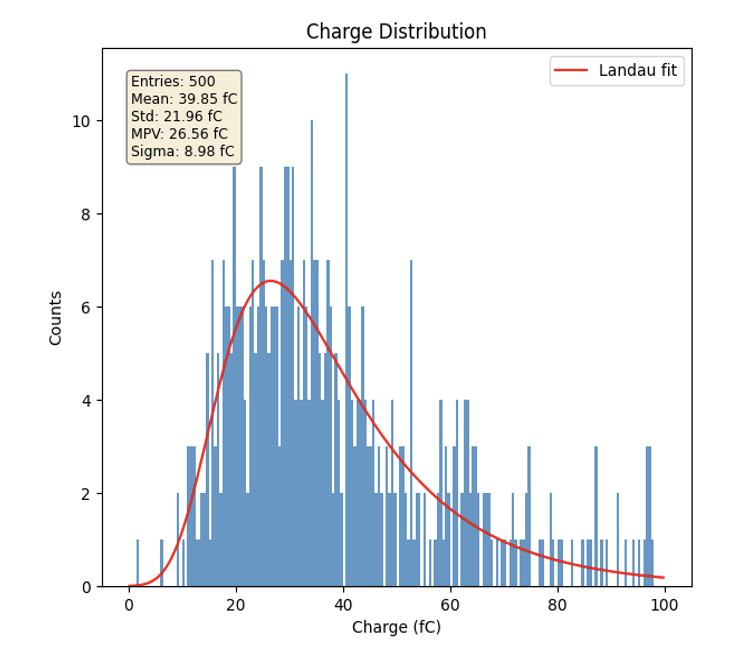 Charge Distribution
Landau fit
Entries: 500
Mean: 39.85 fC
Std: 21.96 fC
MPV: 26.56 fC
Sigma: 8.98 fC
10
8
6
4
2
0
Counts
0 20 40 60 80 100
Charge (fC)